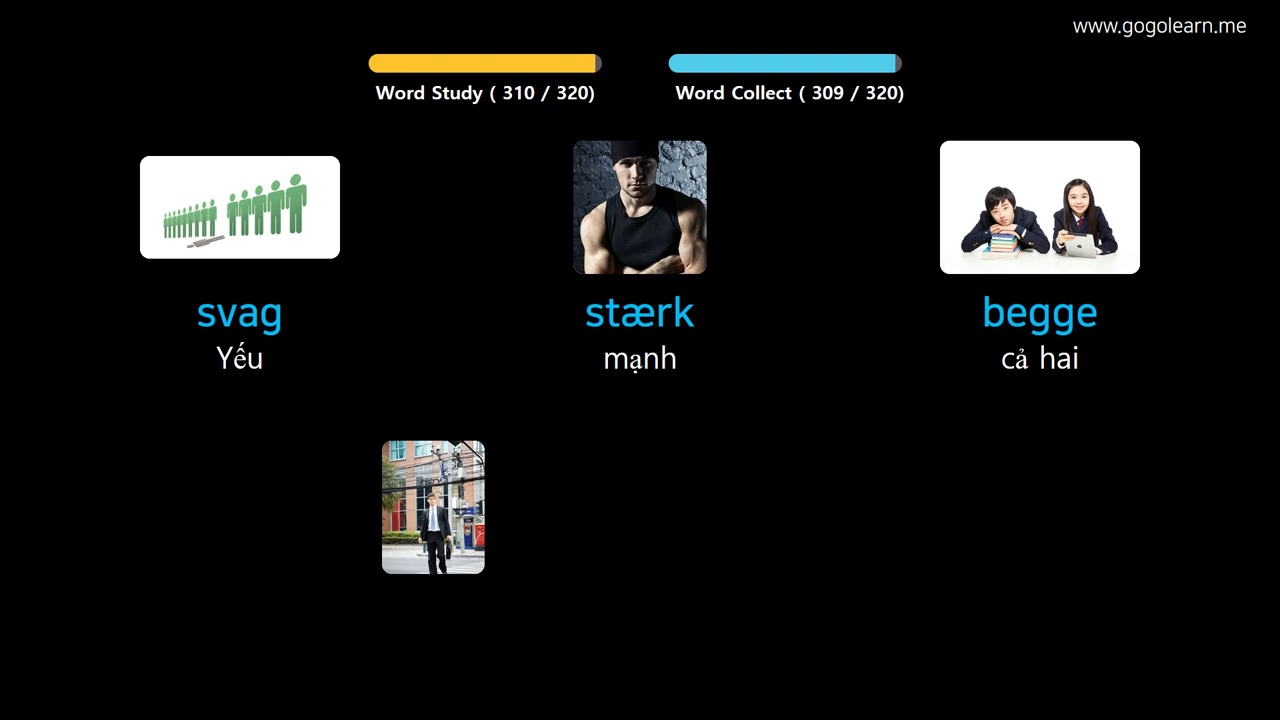 www.gogolearn.me
Word Study ( 310 / 320)
Word Collect ( 309 / 320)
svag
Yếu
stærk
mạnh
begge
cả hai